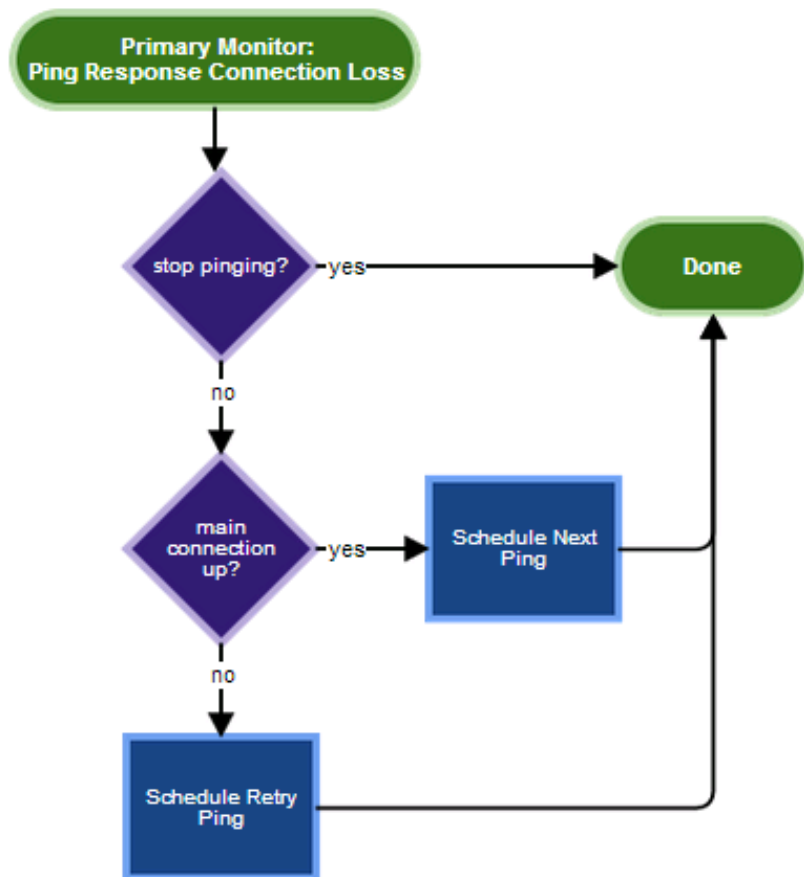 Primary Monitor:
Ping Response Connection Loss
stop pinging?
yes
Done
no
main
connection
up?
yes
Schedule Next
Ping
no
Schedule Retry
Ping